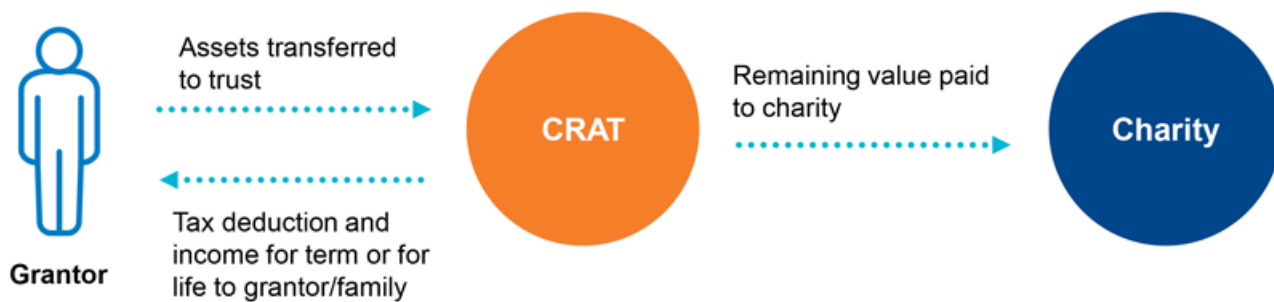 Assets transferred
to trust
Tax deduction and
income for term or for
life to grantor/family
Grantor
CRAT
Remaining value paid
to charity
Charity